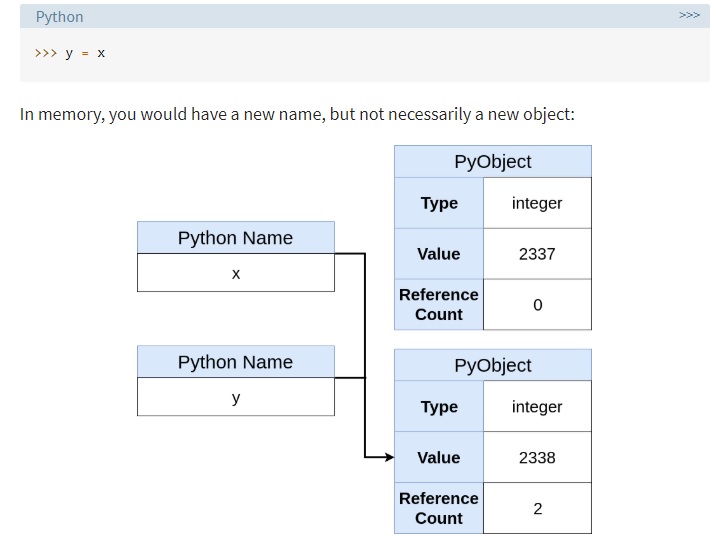 Python >>>
>>> y = x
In memory, you would have a new name, but not necessarily a new object:
PyObject
Type integer
Value 2337
Reference Count 0
Python Name
x
Python Name
y
PyObject
Type integer
Value 2338
Reference Count 2